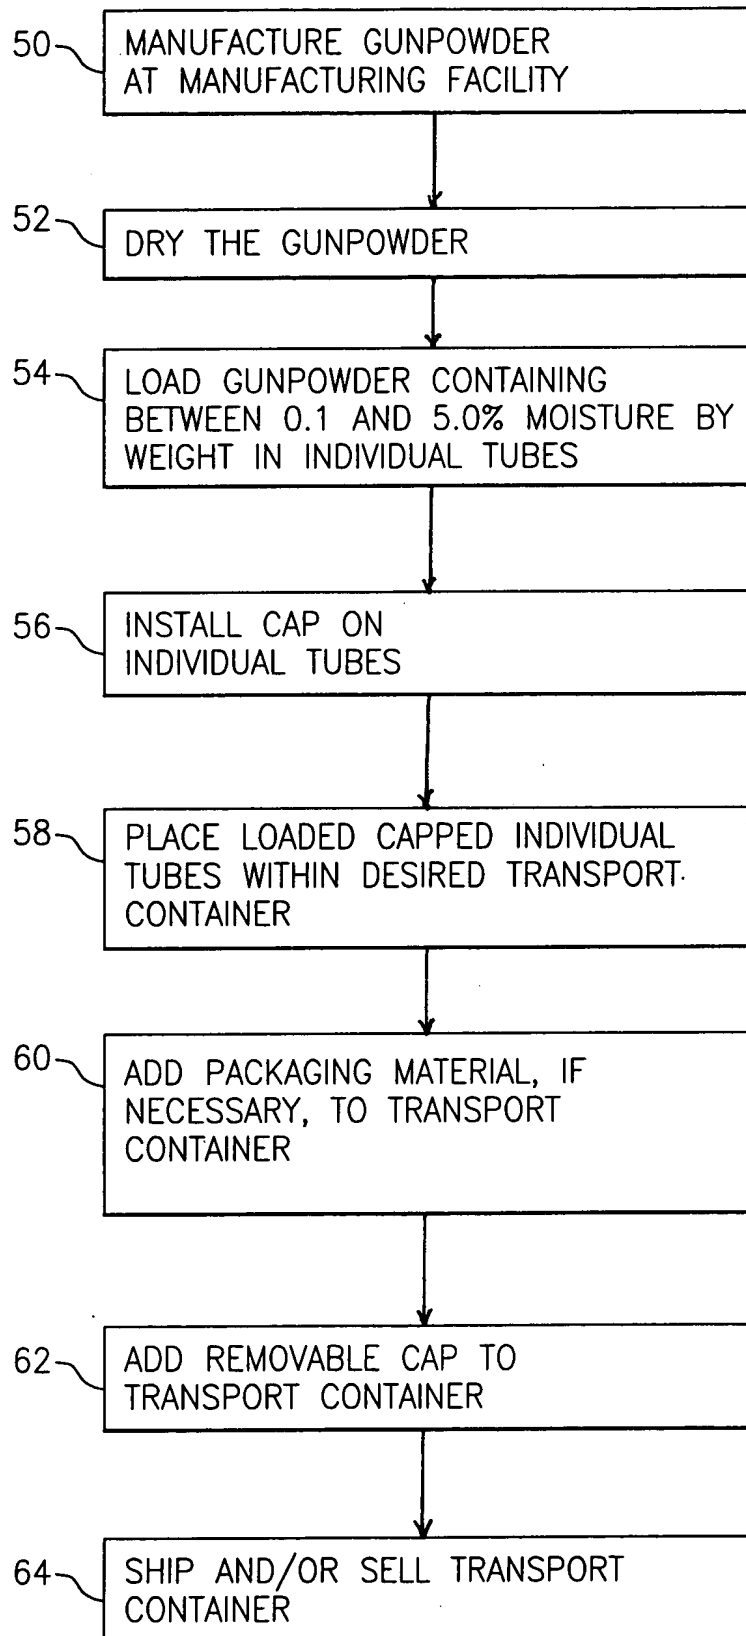 50
MANUFACTURE GUNPOWDER
AT MANUFACTURING FACILITY
52
DRY THE GUNPOWDER
54
LOAD GUNPOWDER CONTAINING
BETWEEN 0.1 AND 5.0% MOISTURE BY
WEIGHT IN INDIVIDUAL TUBES
56
INSTALL CAP ON
INDIVIDUAL TUBES
58
PLACE LOADED CAPPED INDIVIDUAL
TUBES WITHIN DESIRED TRANSPORT
CONTAINER
60
ADD PACKAGING MATERIAL, IF
NECESSARY, TO TRANSPORT
CONTAINER
62
ADD REMOVABLE CAP TO
TRANSPORT CONTAINER
64
SHIP AND/OR SELL TRANSPORT
CONTAINER